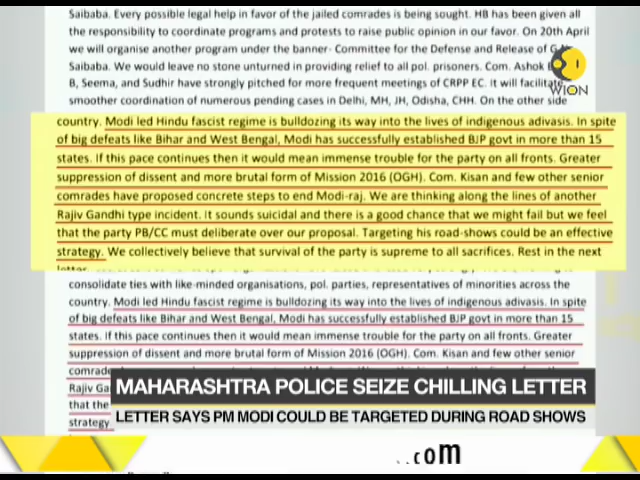 Saibaba. Every possible legal help in favor of the jailed comrades is being sought. HB has been given all
the responsibility to coordinate programs and protests to raise public opinion in our favor. On 20th April
we will organise another program under the banner- Committee for the Defense and Release of G
Saibaba. We would leave no stone unturned in providing relief to all pol. prisoners. Com. Ashok
B, Seema, and Sudhir have strongly pitched for more frequent meetings of CRPP EC. It will facilitate
smoother coordination of numerous pending cases in Delhi, MH, JH, Odisha, CHH. On the other side
WION
country. Modi led Hindu fascist regime is bulldozing its way into the lives of indigenous adivasis. In spite
of big defeats like Bihar and West Bengal, Modi has successfully established BJP govt in more than 15
states. If this pace continues then it would mean immense trouble for the party on all fronts. Greater
suppression of dissent and more brutal form of Mission 2016 (OGH). Com. Kisan and few other senior
comrades have proposed concrete steps to end Modi-raj. We are thinking along the lines of another
Rajiv Gandhi type incident. It sounds suicidal and there is a good chance that we might fail but we feel
that the party PB/CC must deliberate over our proposal. Targeting his road-shows could be an effective
strategy. We collectively believe that survival of the party is supreme to all sacrifices. Rest in the next
letter.
consolidate ties with like-minded organisations, pol. parties, representatives of minorities across the
country. Modi led Hindu fascist regime is bulldozing its way into the lives of indigenous adivasis. In spite
of big defeats like Bihar and West Bengal, Modi has successfully established BJP govt in more than 15
states. If this pace continues then it would mean immense trouble for the party on all fronts. Greater
suppression of dissent and more brutal form of Mission 2016 (OGH). Com. Kisan and few other senior
comrad
Rajiv Ga
that the
strategy
MAHARASHTRA POLICE SEIZE CHILLING LETTER
LETTER SAYS PM MODI COULD BE TARGETED DURING ROAD SHOWS
.com